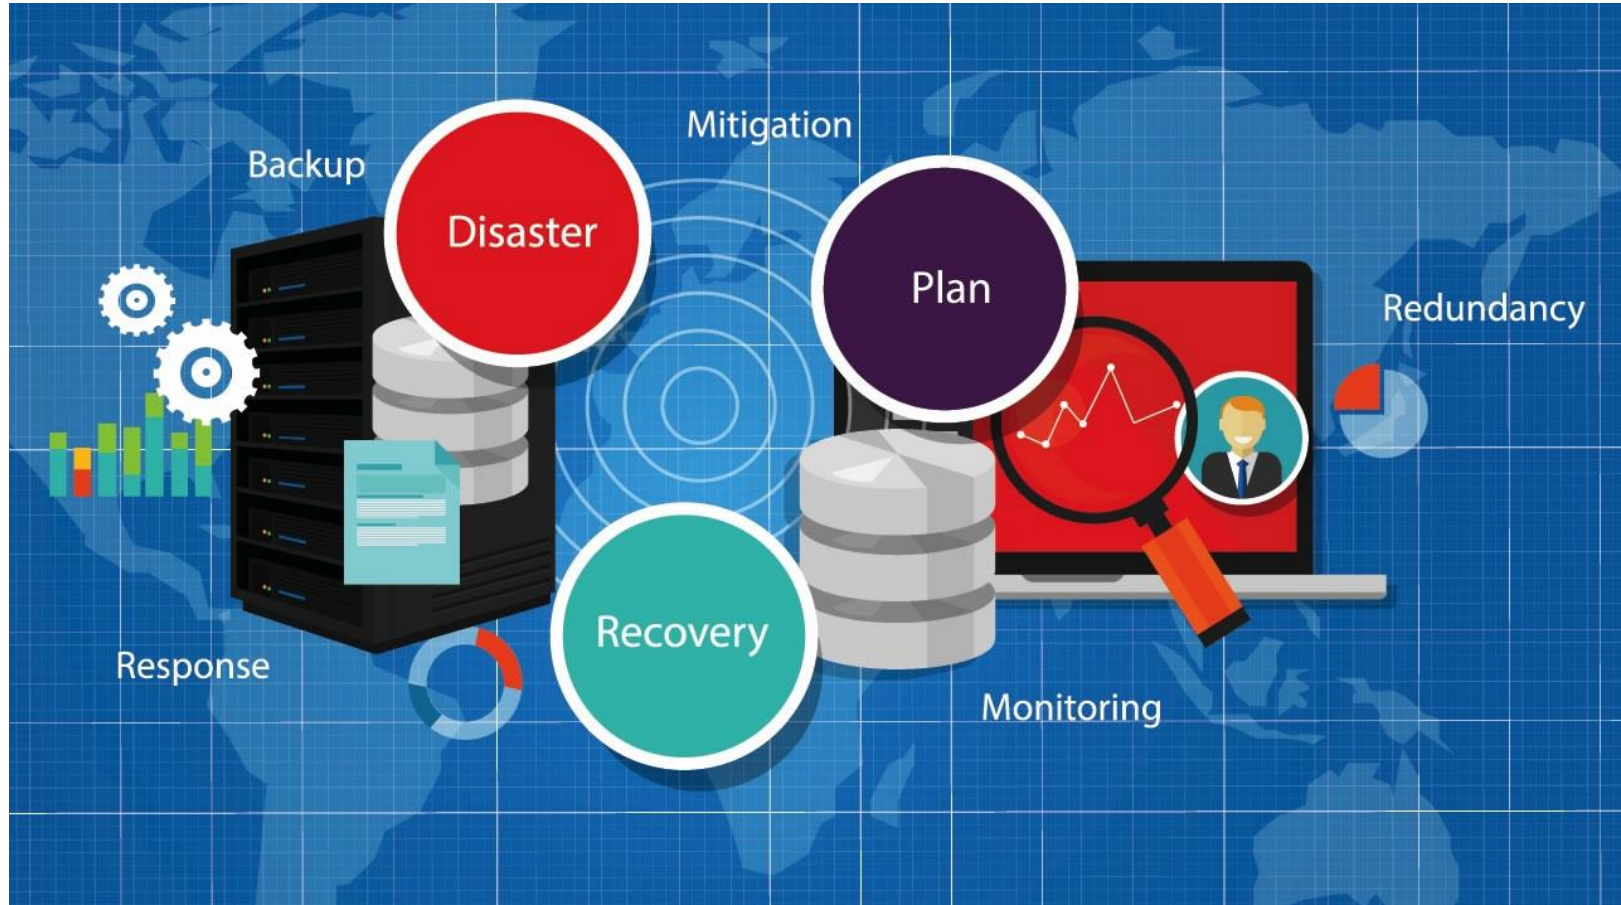 Mitigation
Backup
Disaster
Plan
Redundancy
Recovery
Response
Monitoring